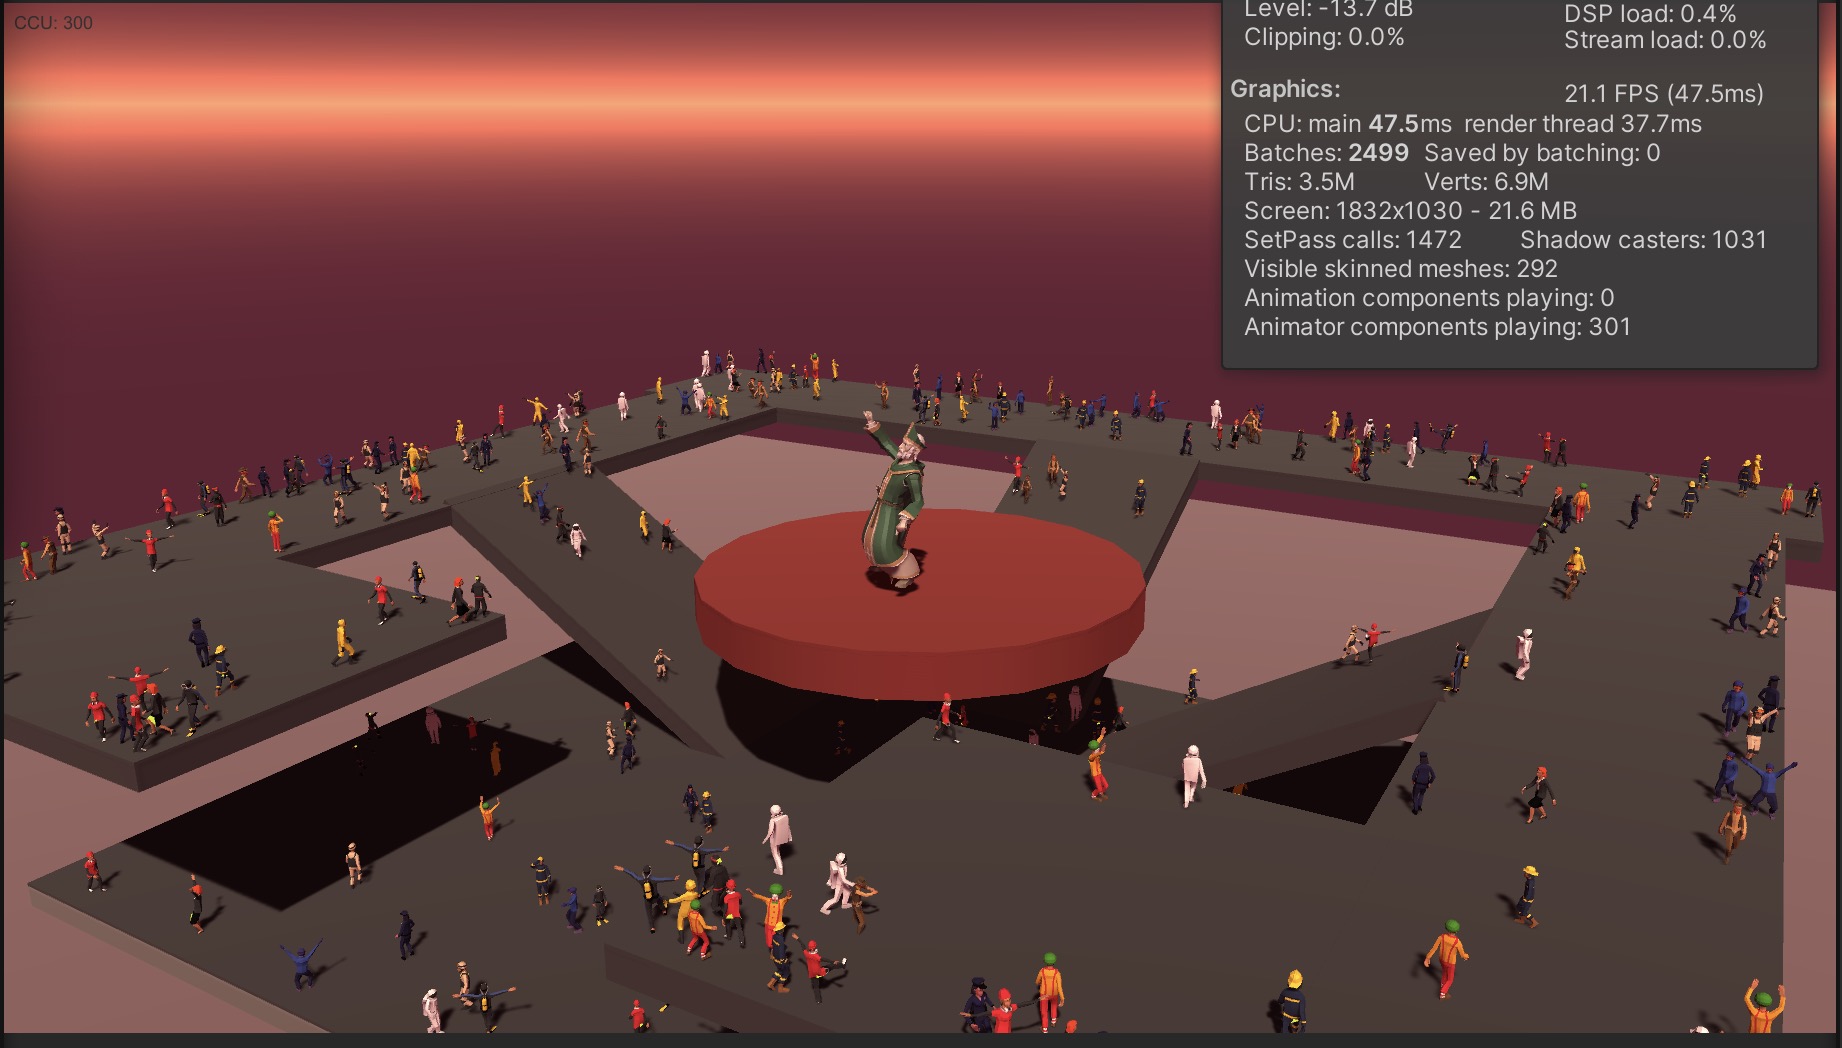 CCU: 300
Level: -13.7 dB DSP load: 0.4%
Clipping: 0.0% Stream load: 0.0%
Graphics: 21.1 FPS (47.5ms)
CPU: main 47.5ms render thread 37.7ms
Batches: 2499 Saved by batching: 0
Tris: 3.5M Verts: 6.9M
Screen: 1832x1030 - 21.6 MB
SetPass calls: 1472 Shadow casters: 1031
Visible skinned meshes: 292
Animation components playing: 0
Animator components playing: 301